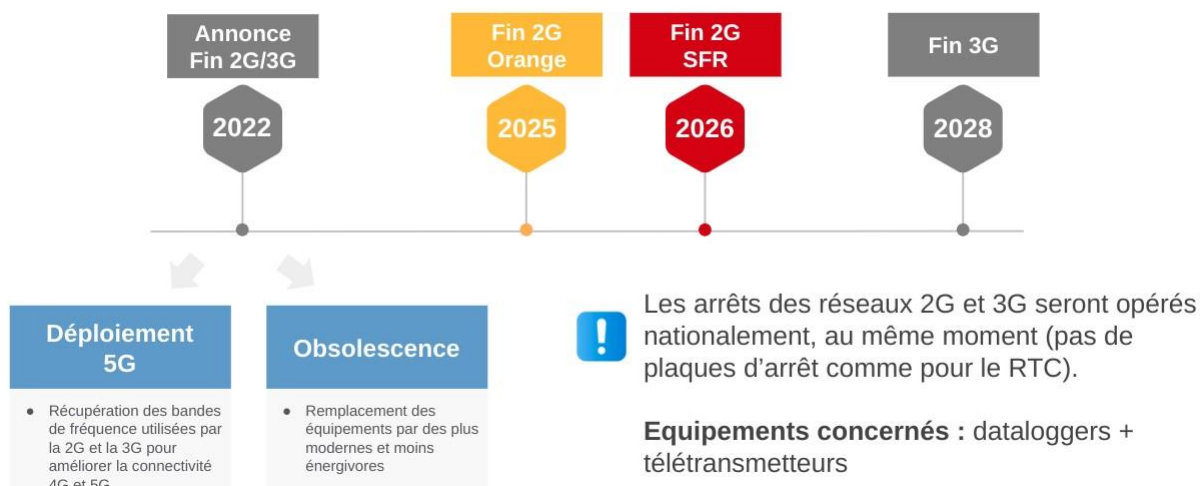 Annonce
Fin 2G/3G
Fin 2G
Orange
Fin 2G
SFR
Fin 3G
2022
2025
2026
2028
Déploiement
5G
● Récupération des bandes
de fréquence utilisées par
la 2G et la 3G pour
améliorer la connectivité
4G et 5G
Obsolescence
● Remplacement des
équipements par des plus
modernes et moins
énergivores
!
Les arrêts des réseaux 2G et 3G seront opérés
nationalement, au même moment (pas de
plaques d’arrêt comme pour le RTC).
Equipements concernés : dataloggers +
télétransmetteurs